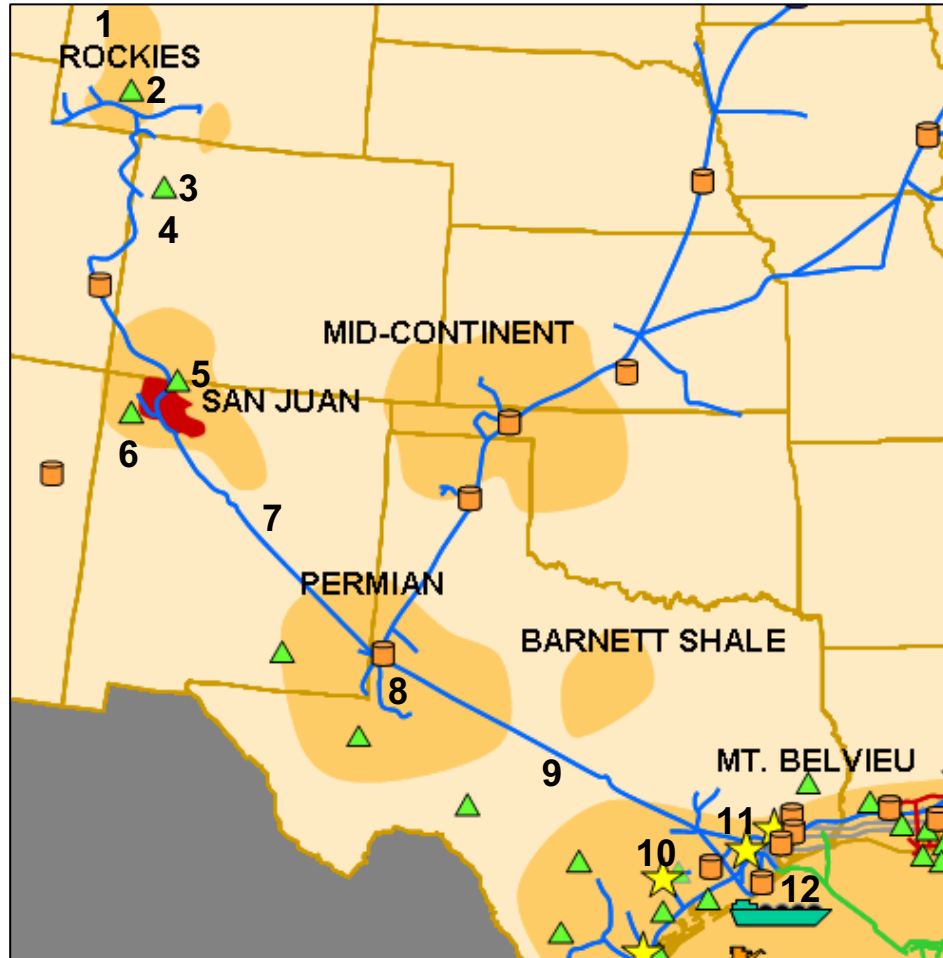 1
ROCKIES
2
3
4
MID-CONTINENT
5
SAN JUAN
6
7
PERMIAN
BARNETT SHALE
8
9
MT. BELVIEU
11
10
12